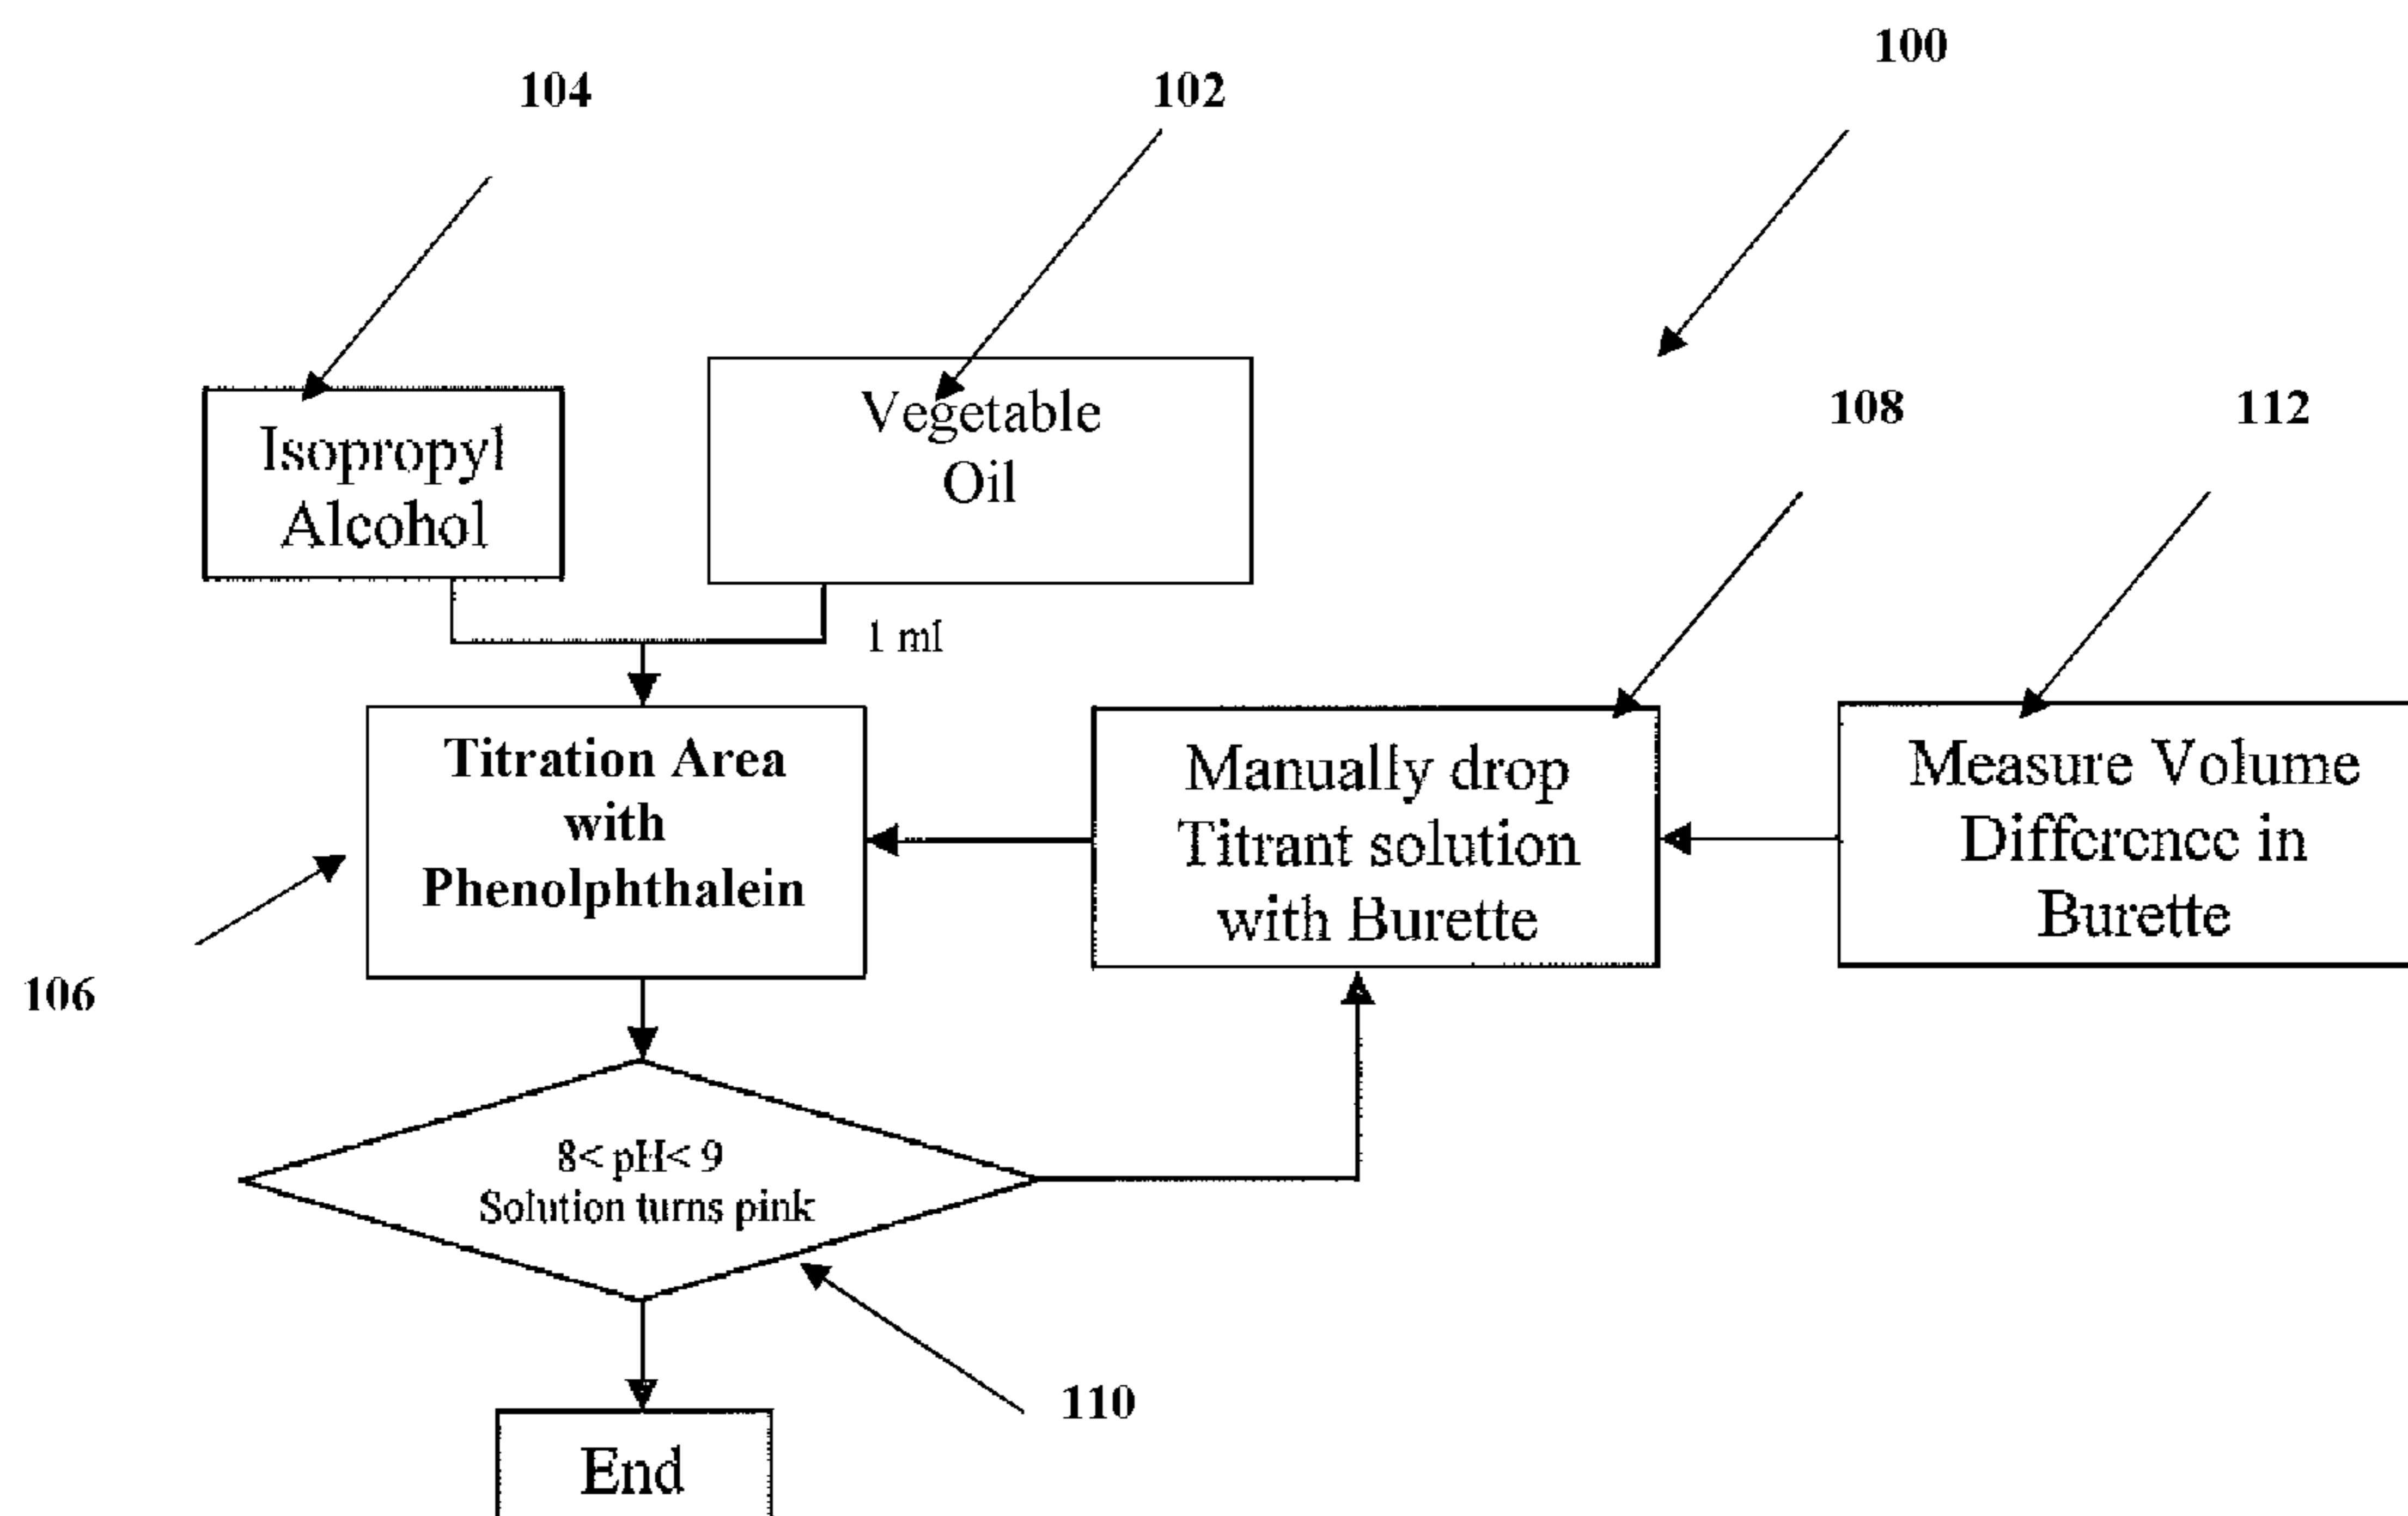 100
104
102
Isopropyl
Alcohol
Vegetable
Oil
108
112
1 ml
Titration Area
with
Phenolphthalein
Manually drop
Titrant solution
with Burette
Measure Volume
Difference in
Burette
106
8< pH< 9
Solution turns pink
110
End